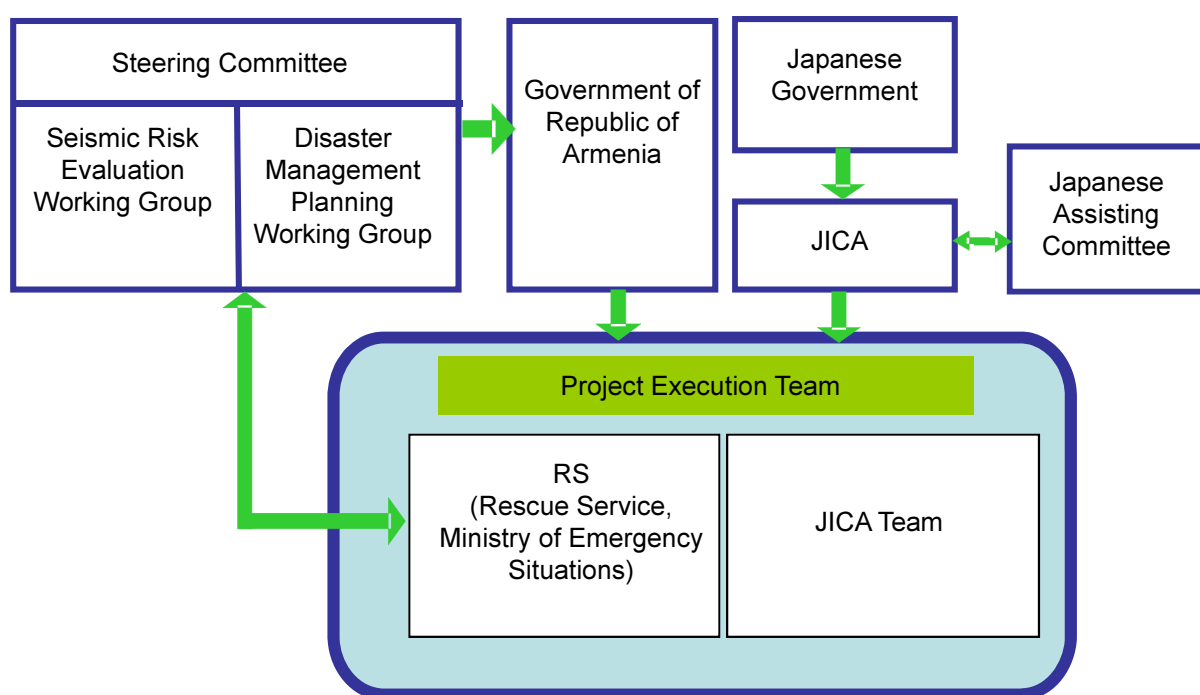 Steering Committee
Seismic Risk
Evaluation
Working Group
Disaster
Management
Planning
Working Group
Government of
Republic of
Armenia
Japanese
Government
JICA
Japanese
Assisting
Committee
Project Execution Team
RS
(Rescue Service,
Ministry of Emergency
Situations)
JICA Team